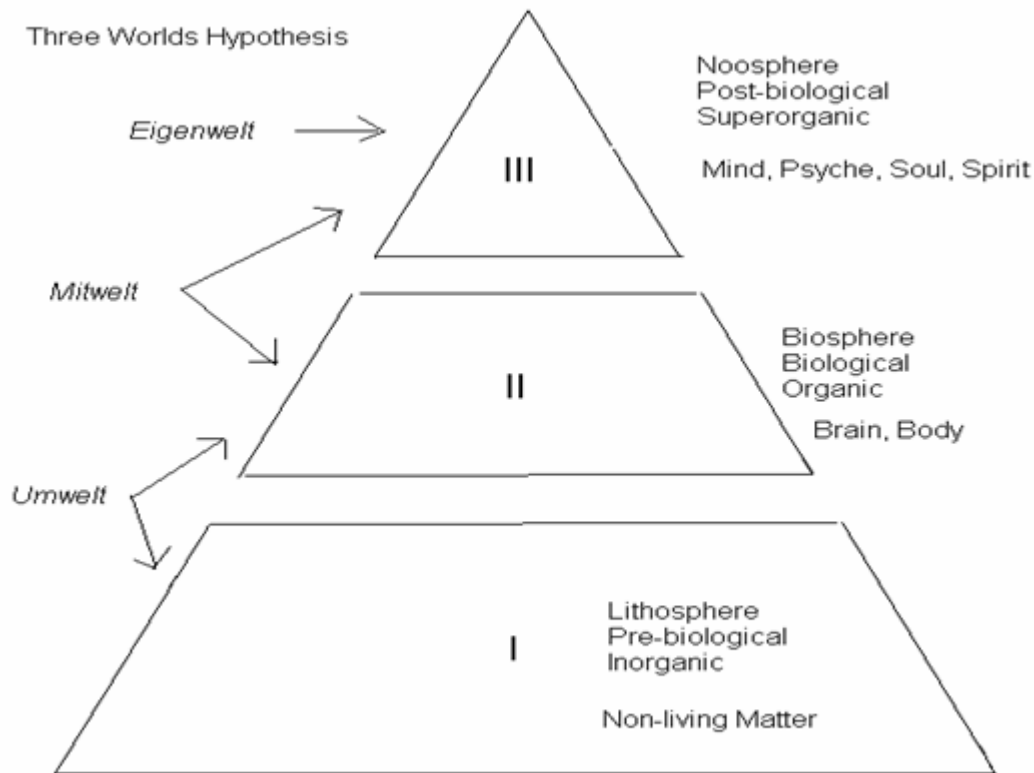 Three Worlds Hypothesis
Noosphere
Post-biological
Superorganic
Eigenwelt
III
Mind, Psyche, Soul, Spirit
Mitwelt
Biosphere
Biological
Organic
II
Brain, Body
Umwelt
Lithosphere
Pre-biological
Inorganic
I
Non-living Matter